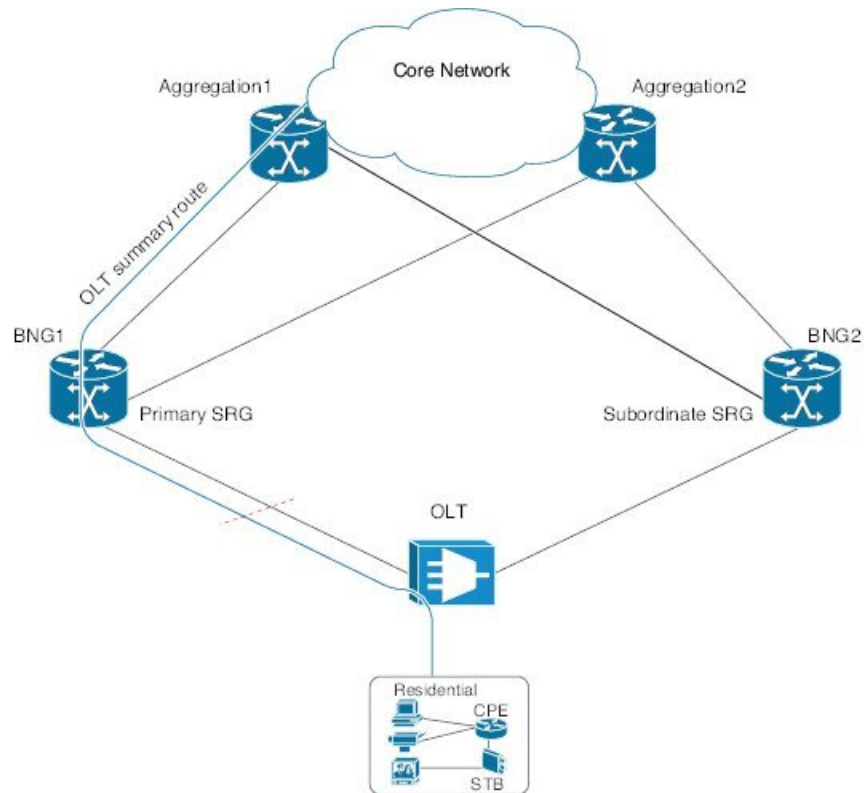 Core Network
Aggregation1
Aggregation2
OLT summary route
BNG1
BNG2
Primary SRG
Subordinate SRG
OLT
Residential
CPE
STB